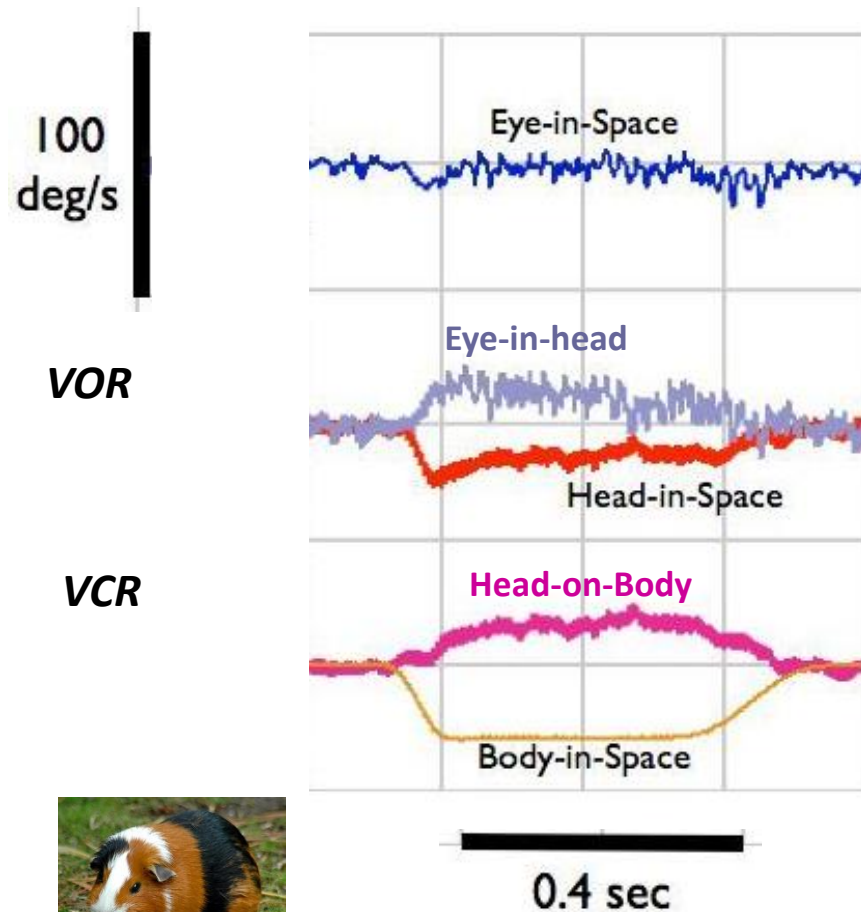 100
deg/s
Eye-in-Space
VOR
Eye-in-head
Head-in-Space
VCR
Head-on-Body
Body-in-Space
0.4 sec